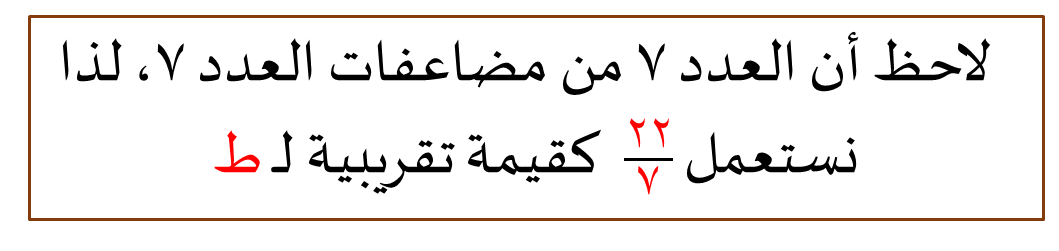 لاحظ أن العدد ٧ من مضاعفات العدد ٧، لذا
نستعمل ٢٢/٧ كقيمة تقريبية لـ ط